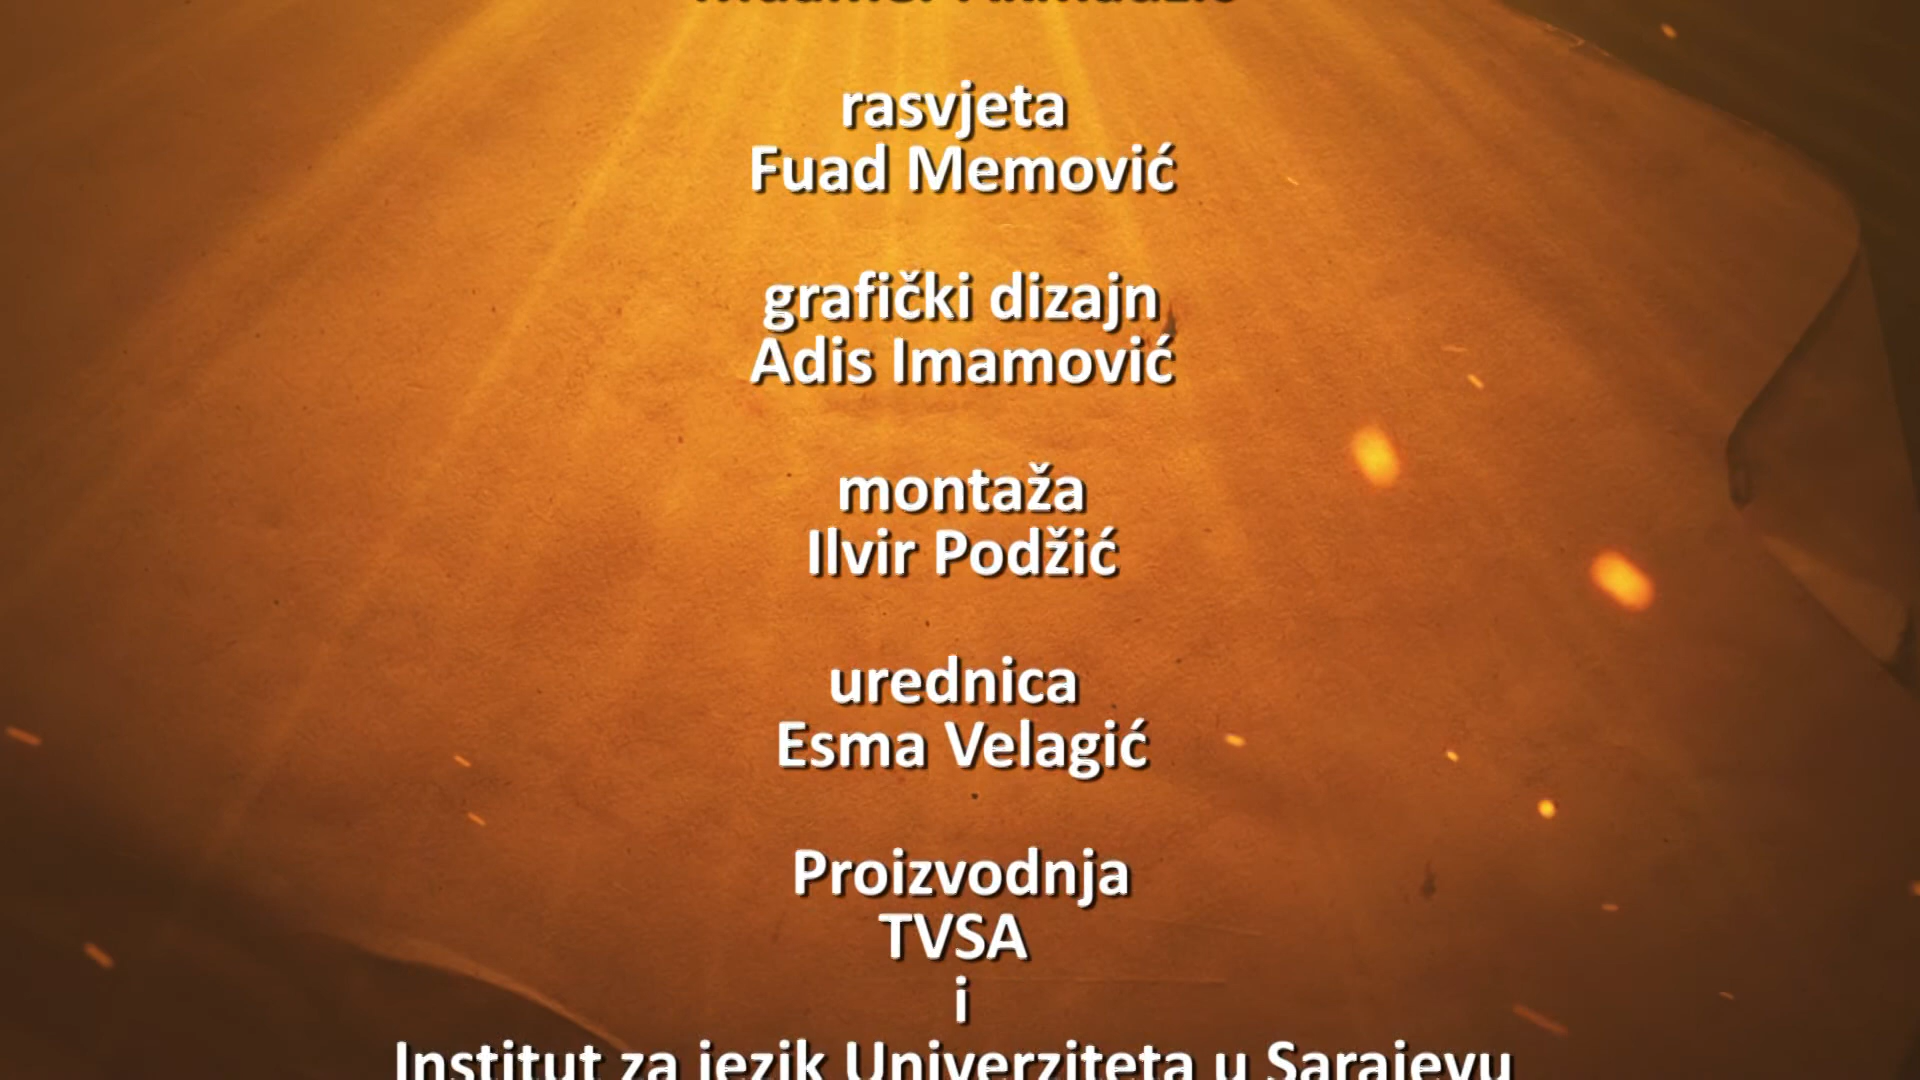 rasvjeta
Fuad Memović
grafički dizajn
Adis Imamović
montaža
Ilvir Podžić
urednica
Esma Velagić
Proizvodnja
TVSA
i
Institut za jezik Univerziteta u Sarajevu